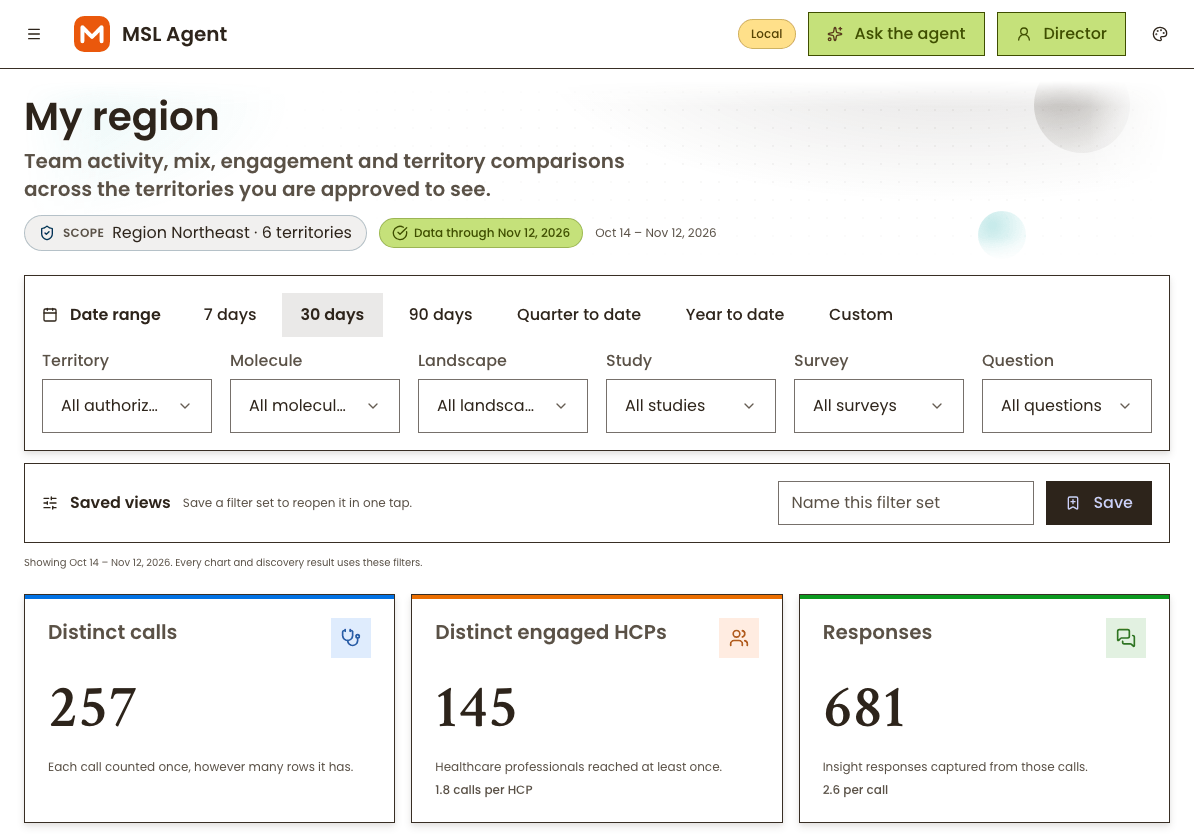 MSL Agent
Local
Ask the agent
Director
My region
Team activity, mix, engagement and territory comparisons
across the territories you are approved to see.
SCOPE Region Northeast · 6 territories
Data through Nov 12, 2026
Oct 14 – Nov 12, 2026
Date range
7 days
30 days
90 days
Quarter to date
Year to date
Custom
Territory
Molecule
Landscape
Study
Survey
Question
All authoriz...
All molecul...
All landsca...
All studies
All surveys
All questions
Saved views
Save a filter set to reopen it in one tap.
Name this filter set
Save
Showing Oct 14 – Nov 12, 2026. Every chart and discovery result uses these filters.
Distinct calls
257
Each call counted once, however many rows it has.
Distinct engaged HCPs
145
Healthcare professionals reached at least once.
1.8 calls per HCP
Responses
681
Insight responses captured from those calls.
2.6 per call